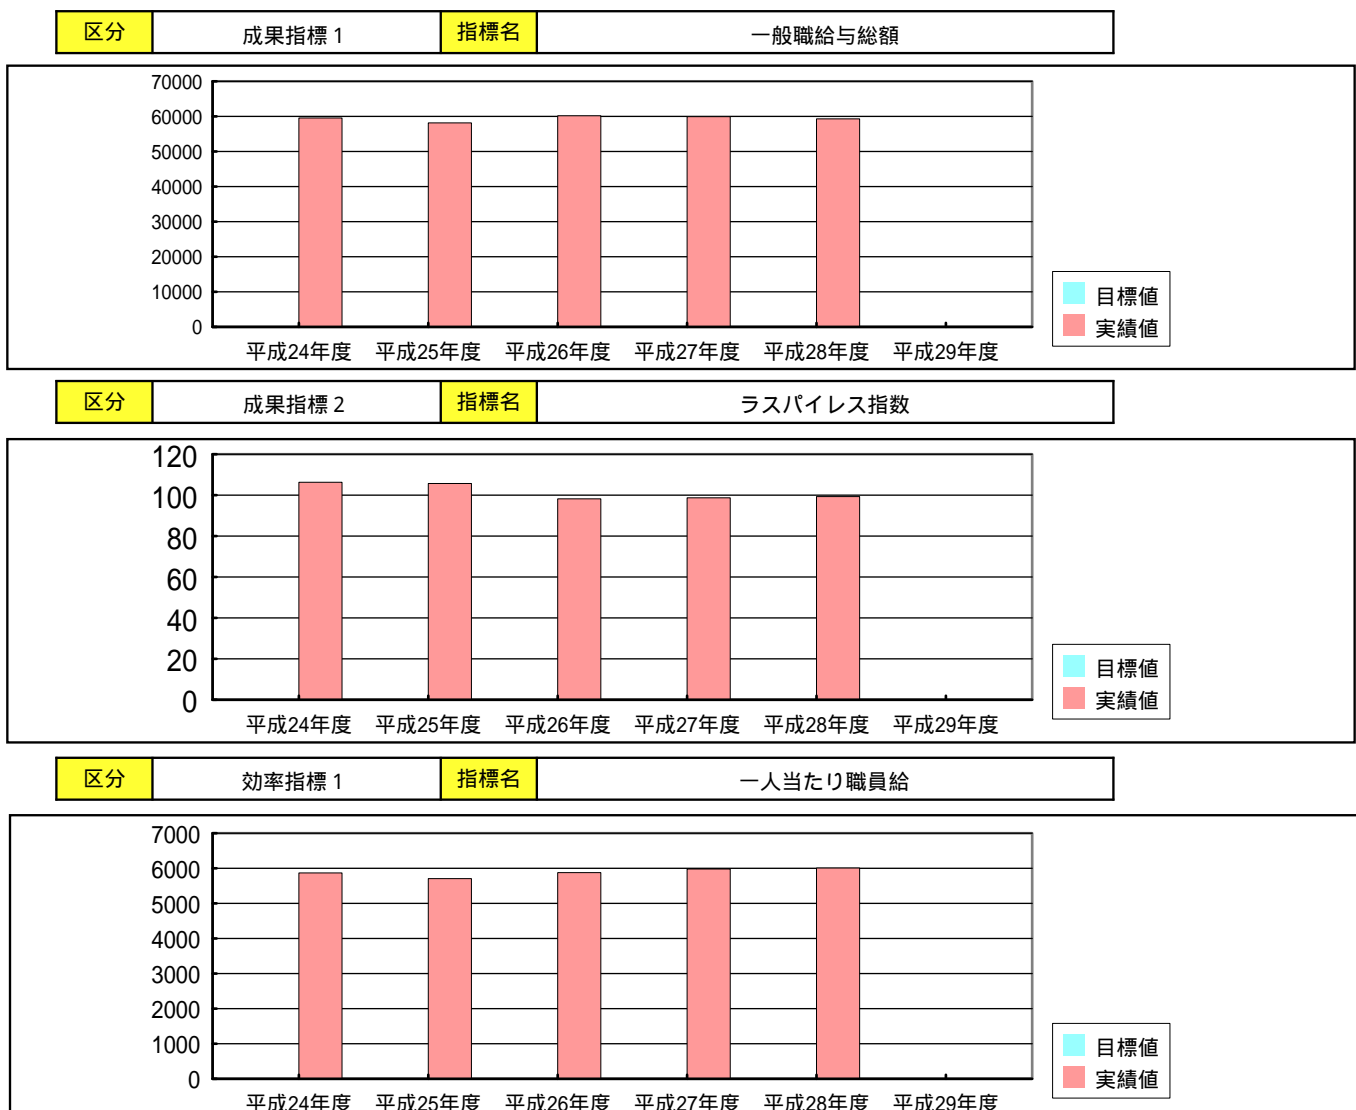 区分 成果指標1 指標名 一般職給与総額
70000
60000
50000
40000
30000
20000
10000
0
平成24年度 平成25年度 平成26年度 平成27年度 平成28年度 平成29年度
目標値
実績値
区分 成果指標2 指標名 ラスパイレス指数
120
100
80
60
40
20
0
平成24年度 平成25年度 平成26年度 平成27年度 平成28年度 平成29年度
目標値
実績値
区分 効率指標1 指標名 一人当たり職員給
7000
6000
5000
4000
3000
2000
1000
0
平成24年度 平成25年度 平成26年度 平成27年度 平成28年度 平成29年度
目標値
実績値